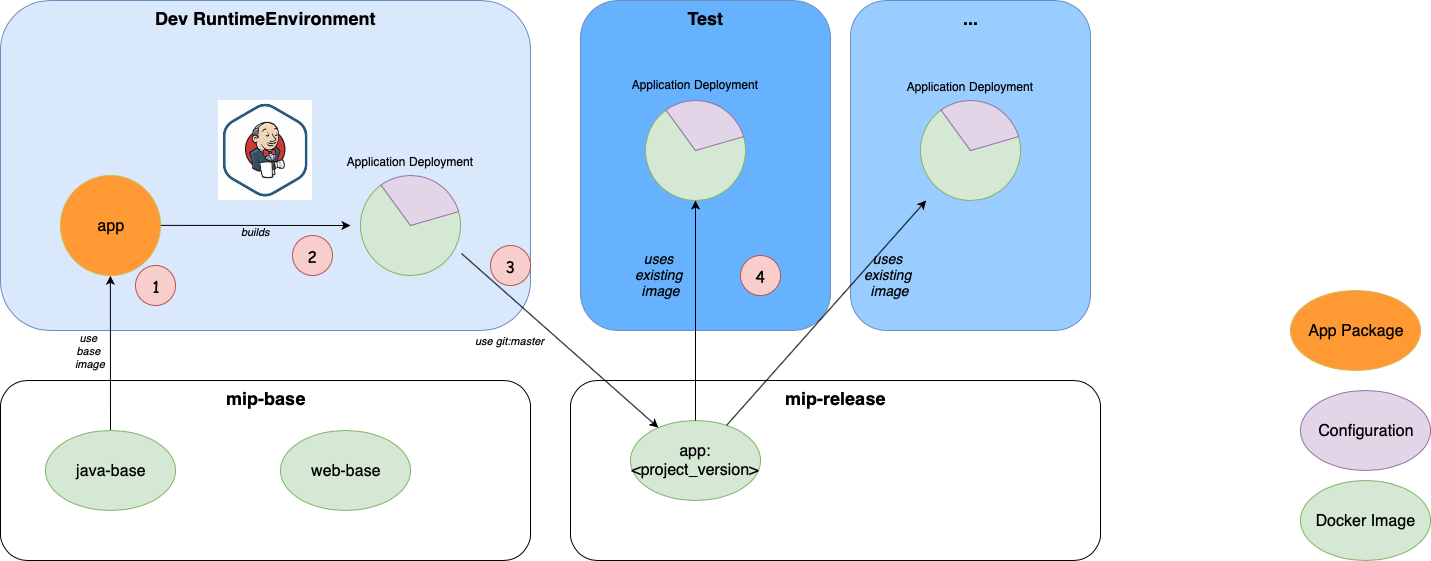 Dev RuntimeEnvironment
Test
...
Application Deployment
Application Deployment
Application Deployment
app
builds
1
2
3
4
uses
existing
image
uses
existing
image
use
base
image
use git:master
mip-base
java-base
web-base
mip-release
app:
<project_version>
App Package
Configuration
Docker Image